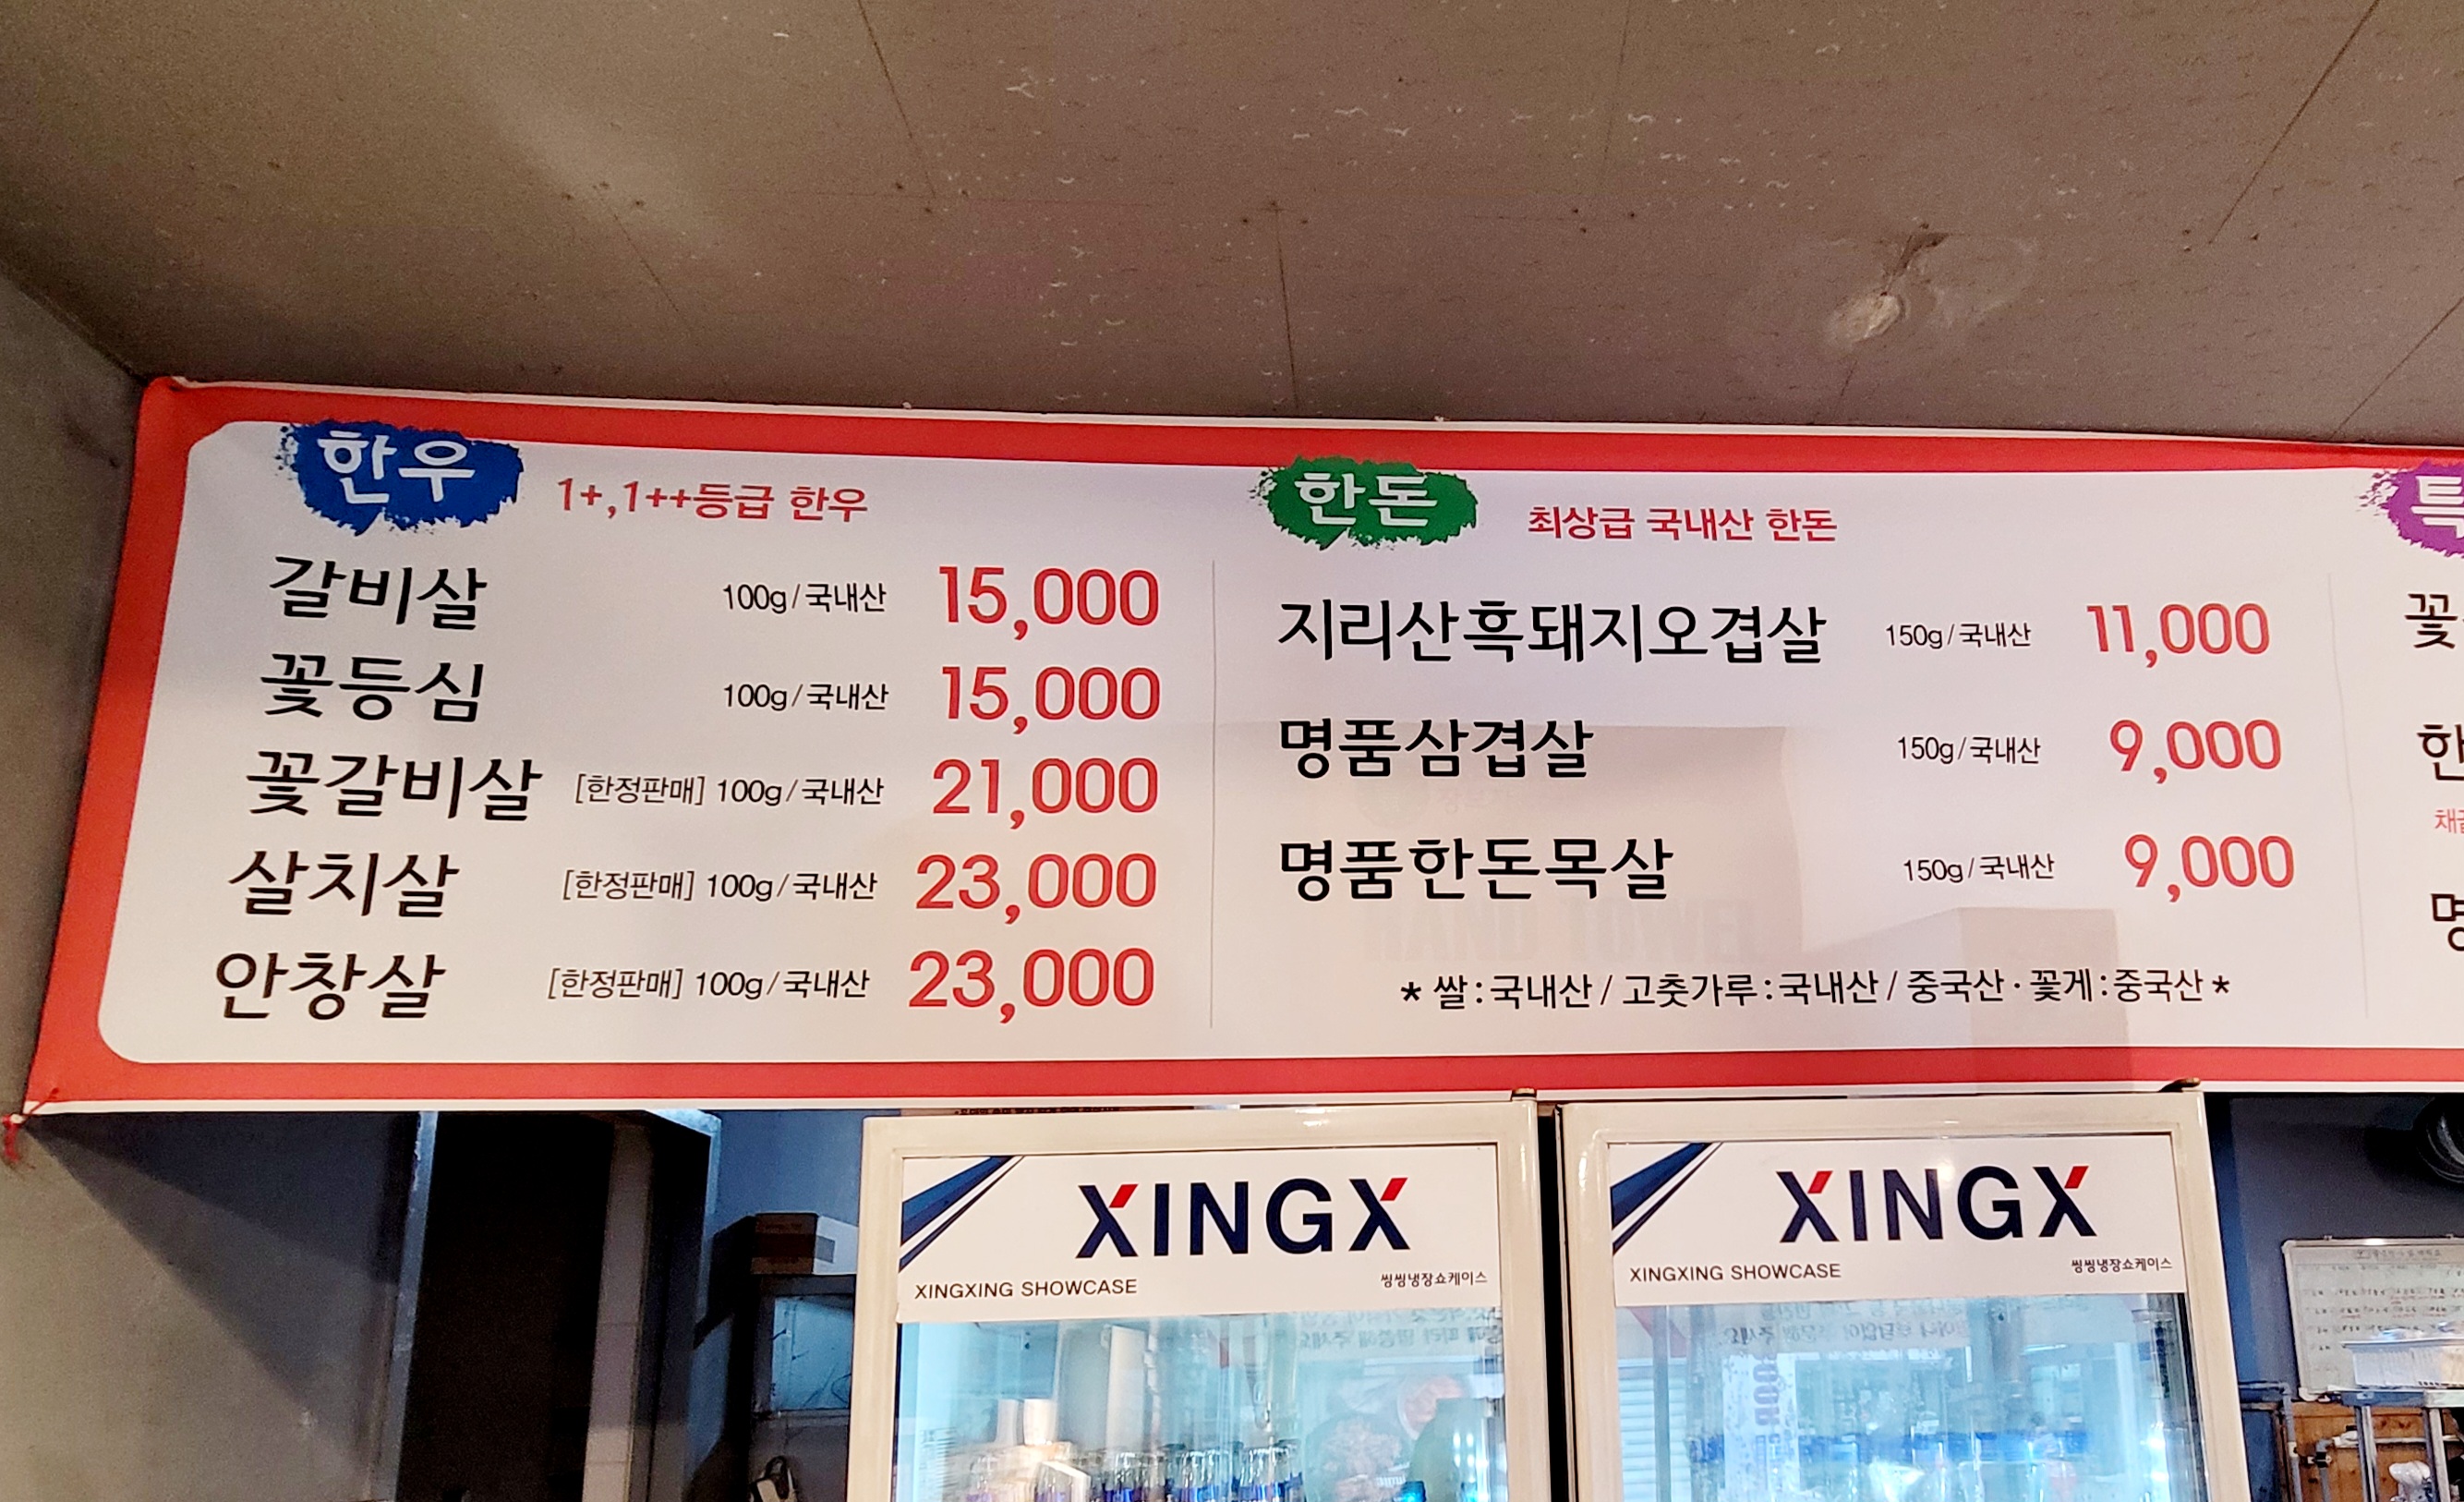 한우
1+,1++등급 한우
갈비살 100g/국내산 15,000
꽃등심 100g/국내산 15,000
꽃갈비살 [한정판매] 100g/국내산 21,000
살치살 [한정판매] 100g/국내산 23,000
안창살 [한정판매] 100g/국내산 23,000
한돈
최상급 국내산 한돈
지리산흑돼지오겹살 150g/국내산 11,000
명품삼겹살 150g/국내산 9,000
명품한돈목살 150g/국내산 9,000
* 쌀:국내산 / 고춧가루:국내산 / 중국산·꽃게:중국산 *
특
꽃
한
명
XINGX
XINGXING SHOWCASE 씽씽냉장쇼케이스
XINGX
XINGXING SHOWCASE 씽씽냉장쇼케이스